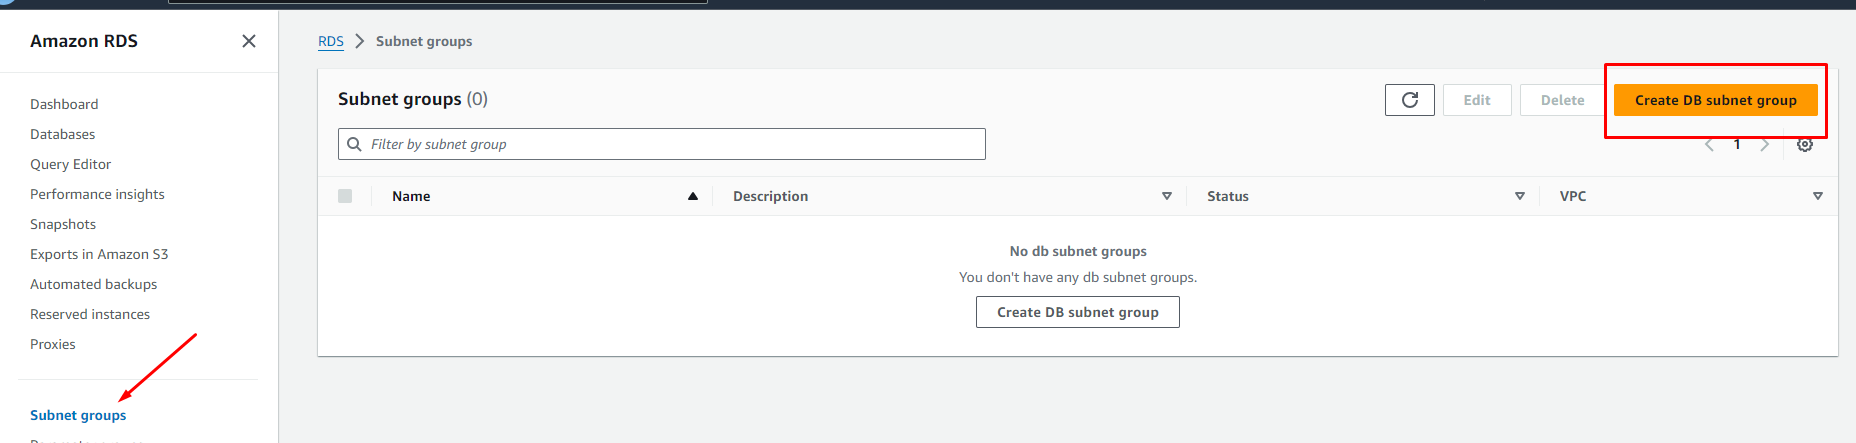 Amazon RDS
Dashboard
Databases
Query Editor
Performance insights
Snapshots
Exports in Amazon S3
Automated backups
Reserved instances
Proxies
Subnet groups
RDS > Subnet groups
Subnet groups (0)
Edit
Delete
Create DB subnet group
Filter by subnet group
1
Name
Description
Status
VPC
No db subnet groups
You don't have any db subnet groups.
Create DB subnet group